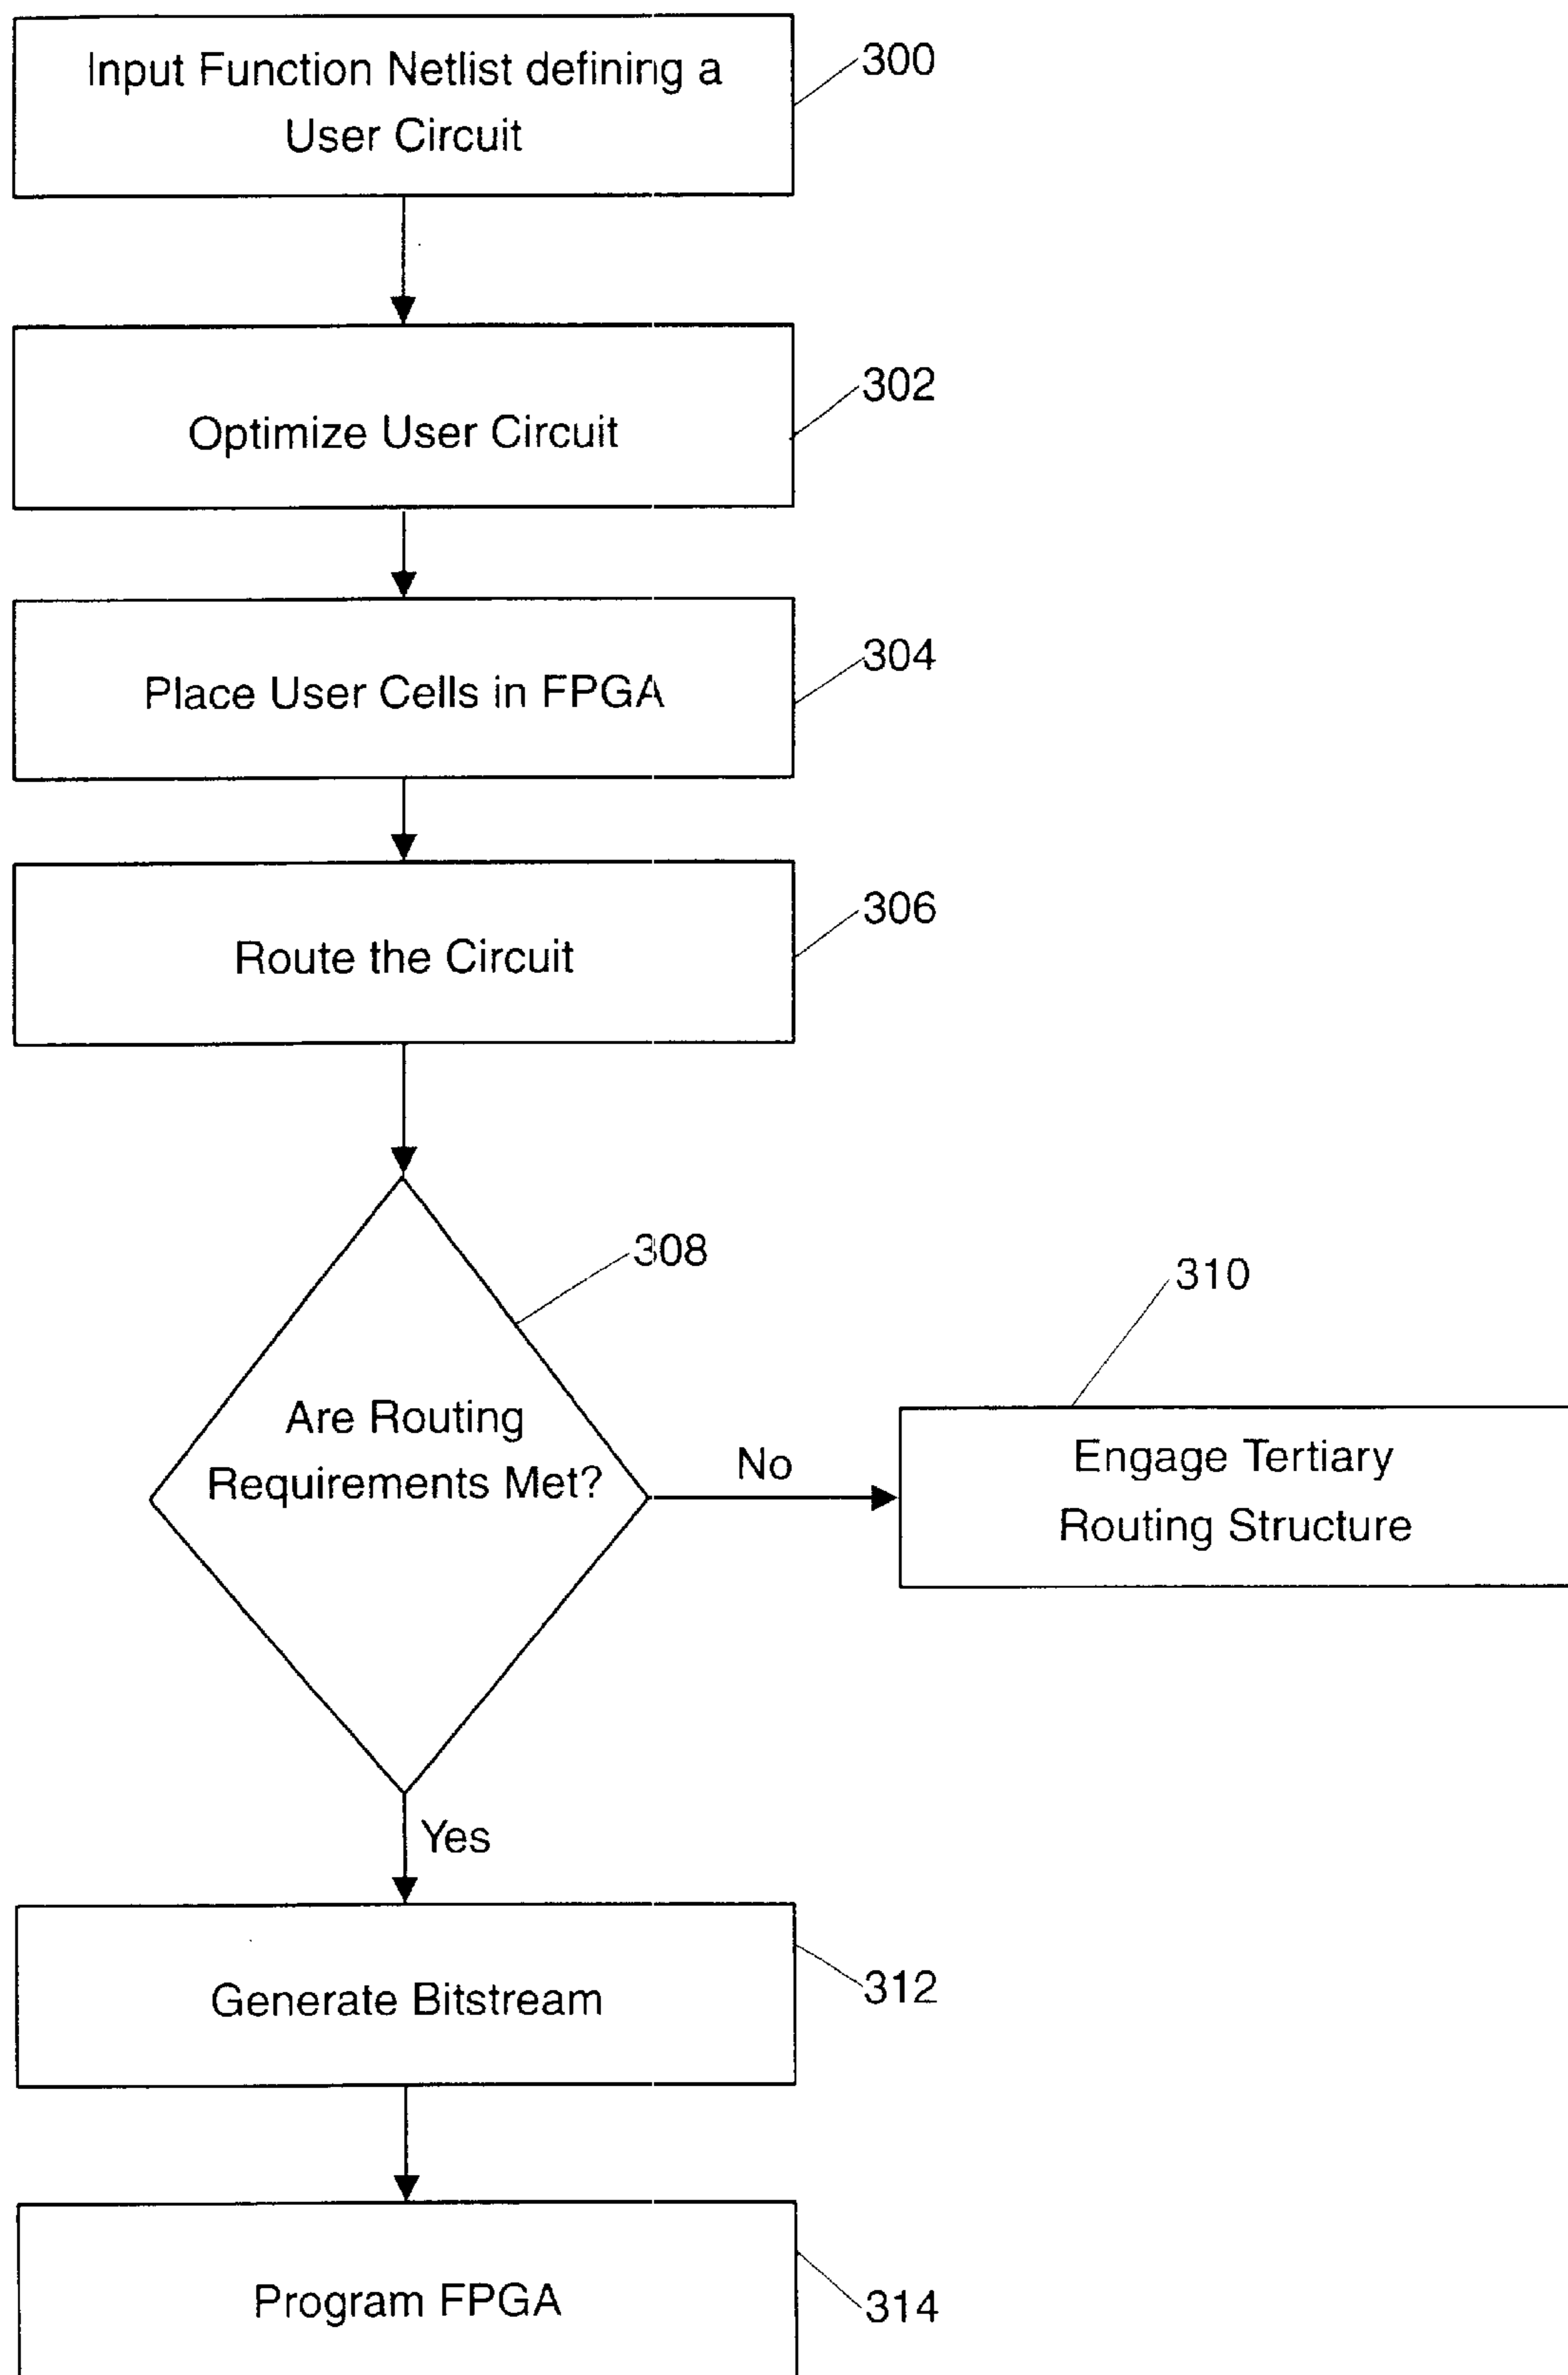 Input Function Netlist defining a
User Circuit
300
Optimize User Circuit
302
Place User Cells in FPGA
304
Route the Circuit
306
308
Are Routing
Requirements Met?
No
310
Engage Tertiary
Routing Structure
Yes
Generate Bitstream
312
Program FPGA
314